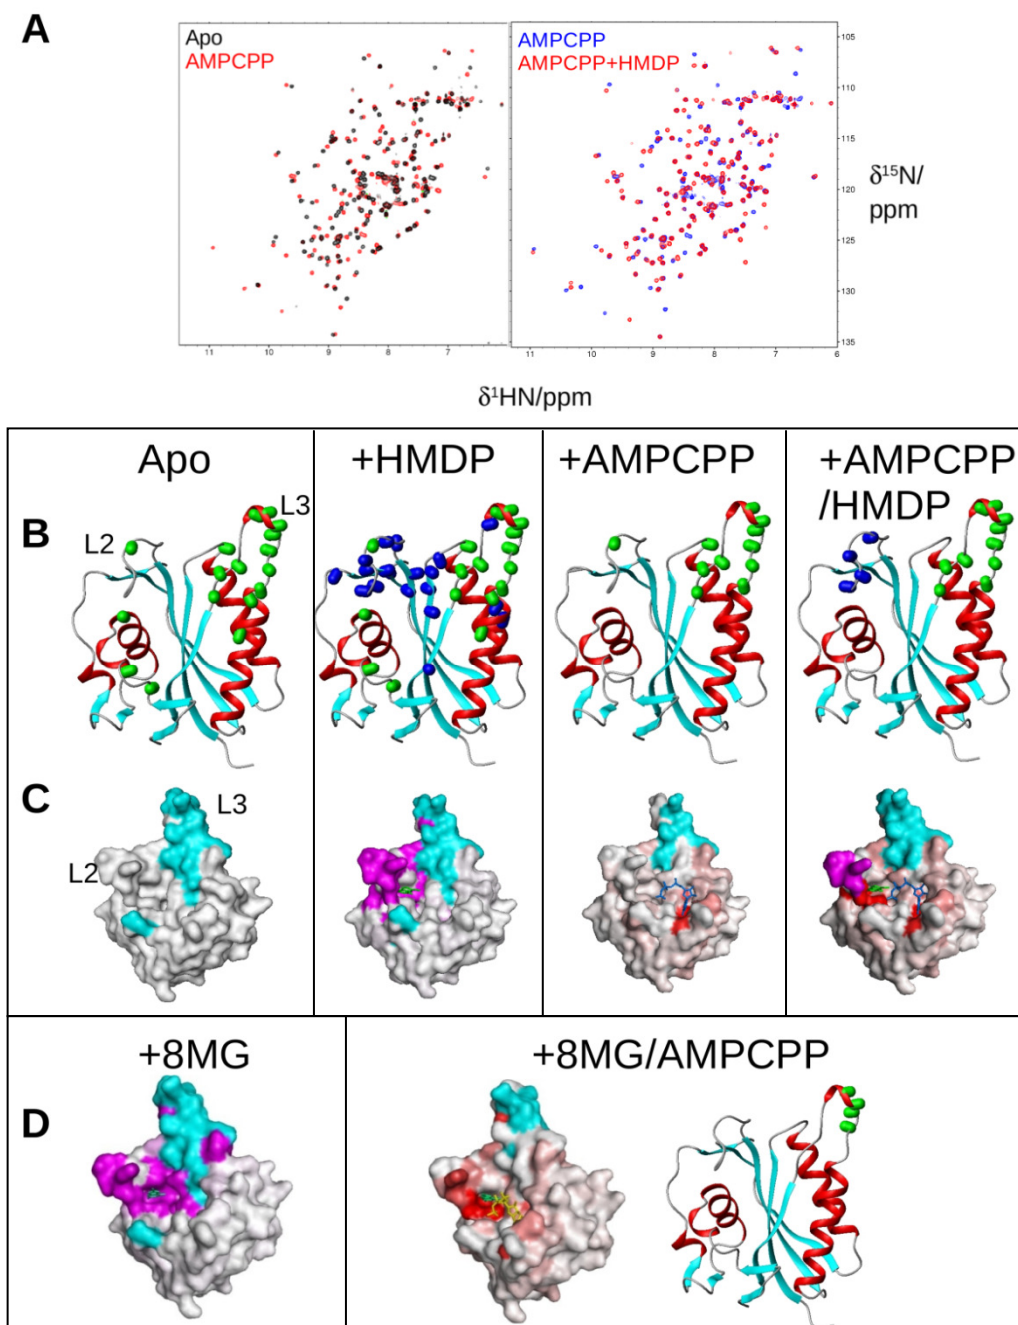 A
Apo
AMPCPP
AMPCPP
AMPCPP+HMDP
105
110
115
120
125
130
135
δ¹⁵N/
ppm
11 10 9 8 7
11 10 9 8 7 6
δ¹HN/ppm
Apo
+HMDP
+AMPCPP
+AMPCPP
/HMDP
B
L2
L3
C
L3
L2
+8MG
+8MG/AMPCPP
D